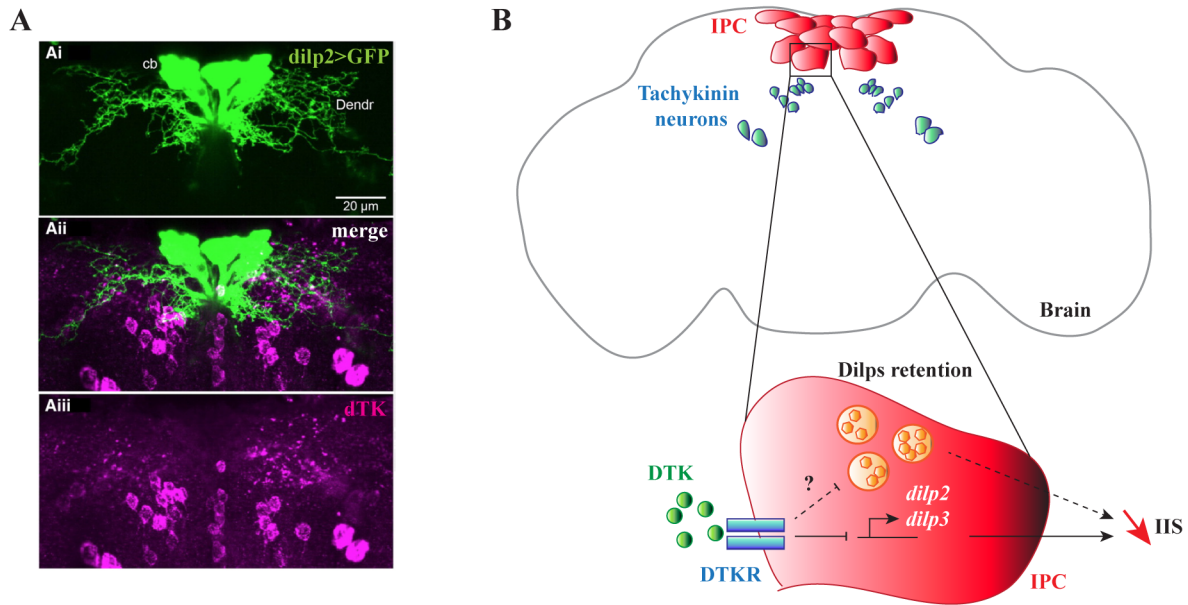 A
Ai
dilp2>GFP
cb
Dendr
20 µm
Aii
merge
Aiii
dTK
B
IPC
Tachykinin
neurons
Brain
Dilps retention
DTK
?
dilp2
dilp3
IIS
DTKR
IPC